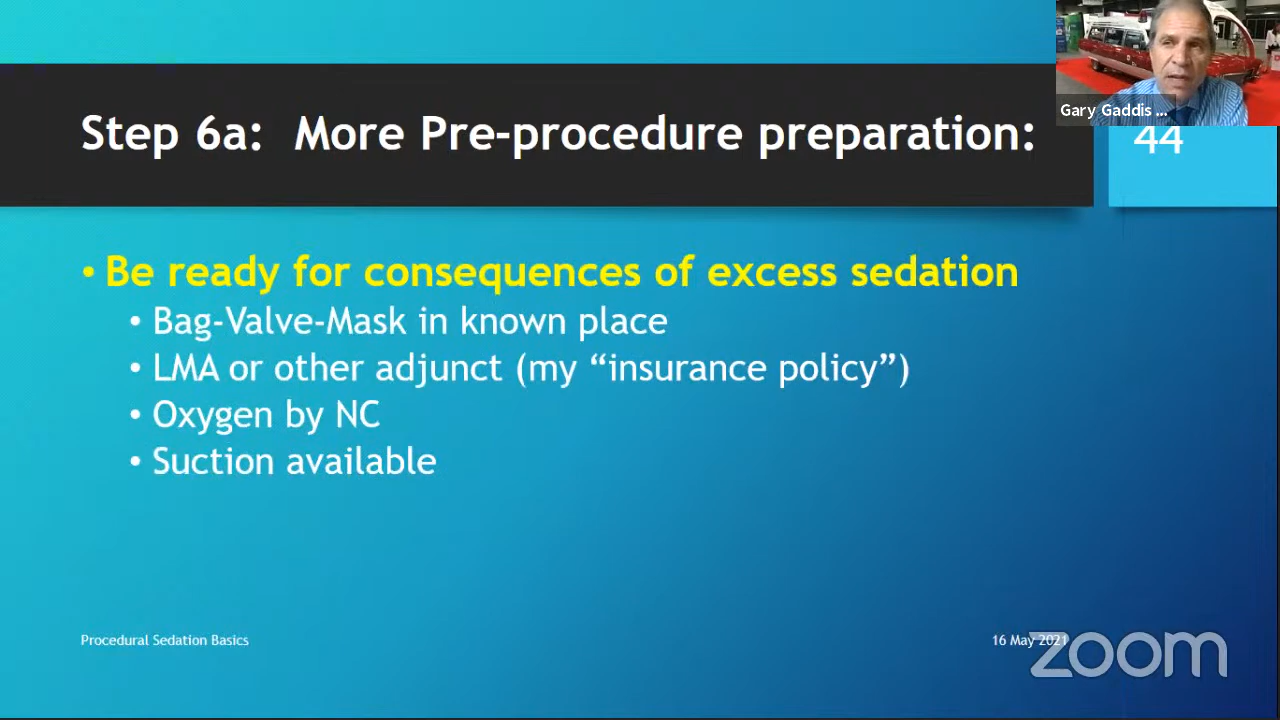 Step 6a: More Pre-procedure preparation:
Gary Gaddis ...
44
• Be ready for consequences of excess sedation
• Bag-Valve-Mask in known place
• LMA or other adjunct (my “insurance policy”)
• Oxygen by NC
• Suction available
Procedural Sedation Basics
16 May 2021
zoom